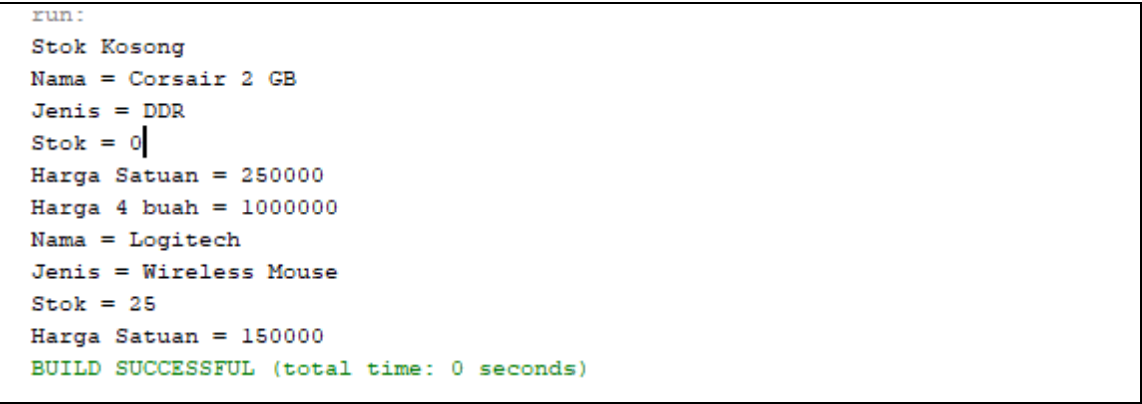 run:
Stok Kosong
Nama = Corsair 2 GB
Jenis = DDR
Stok = 0
Harga Satuan = 250000
Harga 4 buah = 1000000
Nama = Logitech
Jenis = Wireless Mouse
Stok = 25
Harga Satuan = 150000
BUILD SUCCESSFUL (total time: 0 seconds)